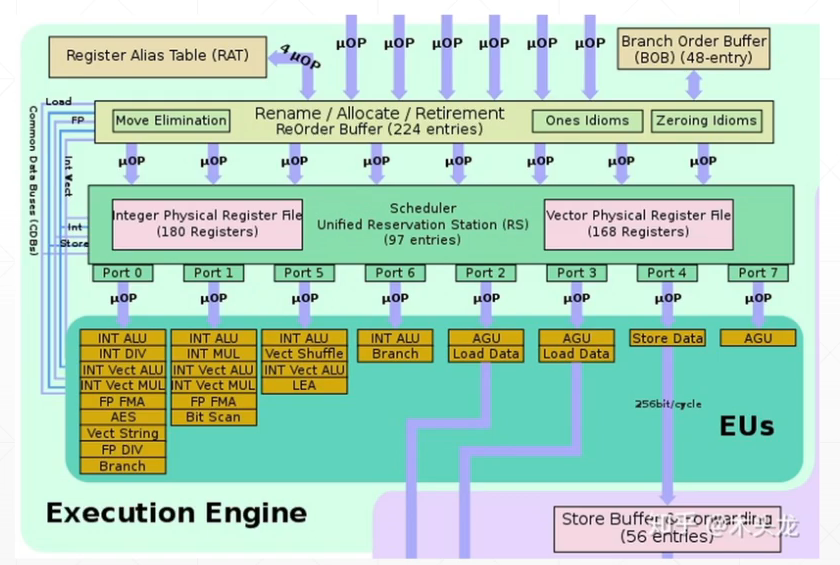 Register Alias Table (RAT)
4 µOP
µOP
µOP
µOP
µOP
µOP
µOP
Branch Order Buffer
(BOB) (48-entry)
Load
FP
Common Data Buses (CDBs)
Int Vect
Int
Store
Move Elimination
Rename / Allocate / Retirement
ReOrder Buffer (224 entries)
Ones Idioms
Zeroing Idioms
µOP
µOP
µOP
µOP
µOP
µOP
µOP
µOP
Integer Physical Register File
(180 Registers)
Scheduler
Unified Reservation Station (RS)
(97 entries)
Vector Physical Register File
(168 Registers)
Port 0
Port 1
Port 5
Port 6
Port 2
Port 3
Port 4
Port 7
µOP
µOP
µOP
µOP
µOP
µOP
µOP
µOP
INT ALU
INT DIV
INT Vect ALU
INT Vect MUL
FP FMA
AES
Vect String
FP DIV
Branch
INT ALU
INT MUL
INT Vect ALU
INT Vect MUL
FP FMA
Bit Scan
INT ALU
Vect Shuffle
INT Vect ALU
LEA
INT ALU
Branch
AGU
Load Data
AGU
Load Data
Store Data
AGU
256bit/cycle
EUs
Execution Engine
Store Buffer & Forwarding
(56 entries)
知乎 @木头龙